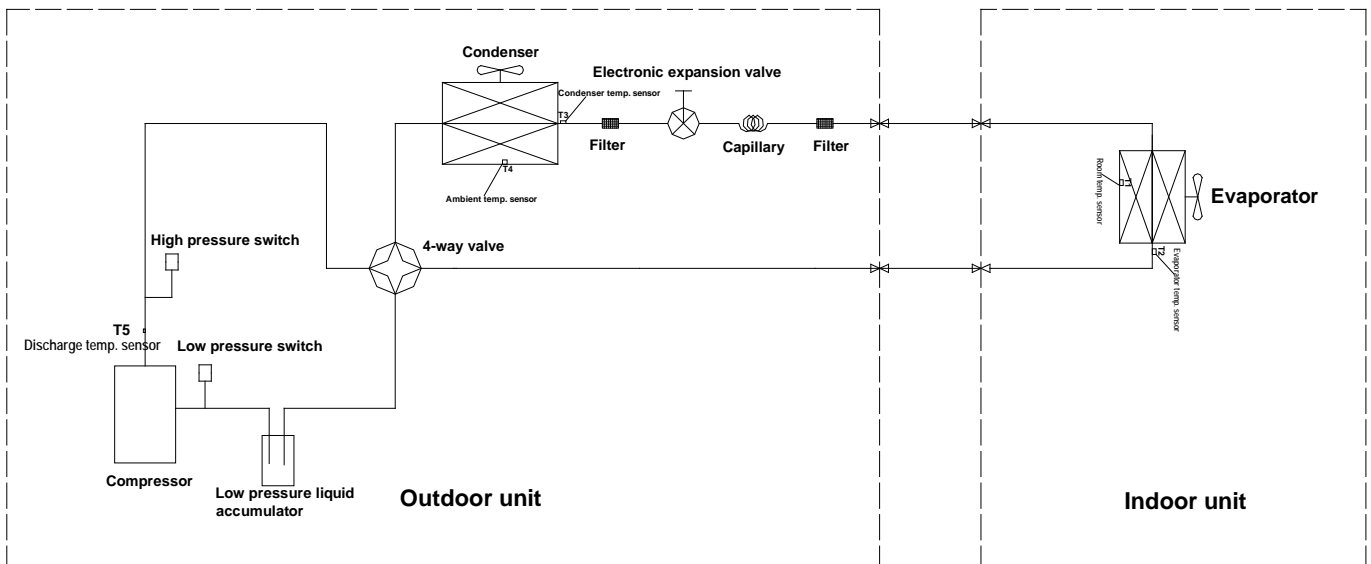 Condenser
Electronic expansion valve
Condenser temp. sensor
T3
Filter
Capillary
Filter
T4
Ambient temp. sensor
Room temp. sensor
T1
Evaporator
T2
Evaporator temp. sensor
High pressure switch
4-way valve
T5
Discharge temp. sensor
Low pressure switch
Compressor
Low pressure liquid
accumulator
Outdoor unit
Indoor unit